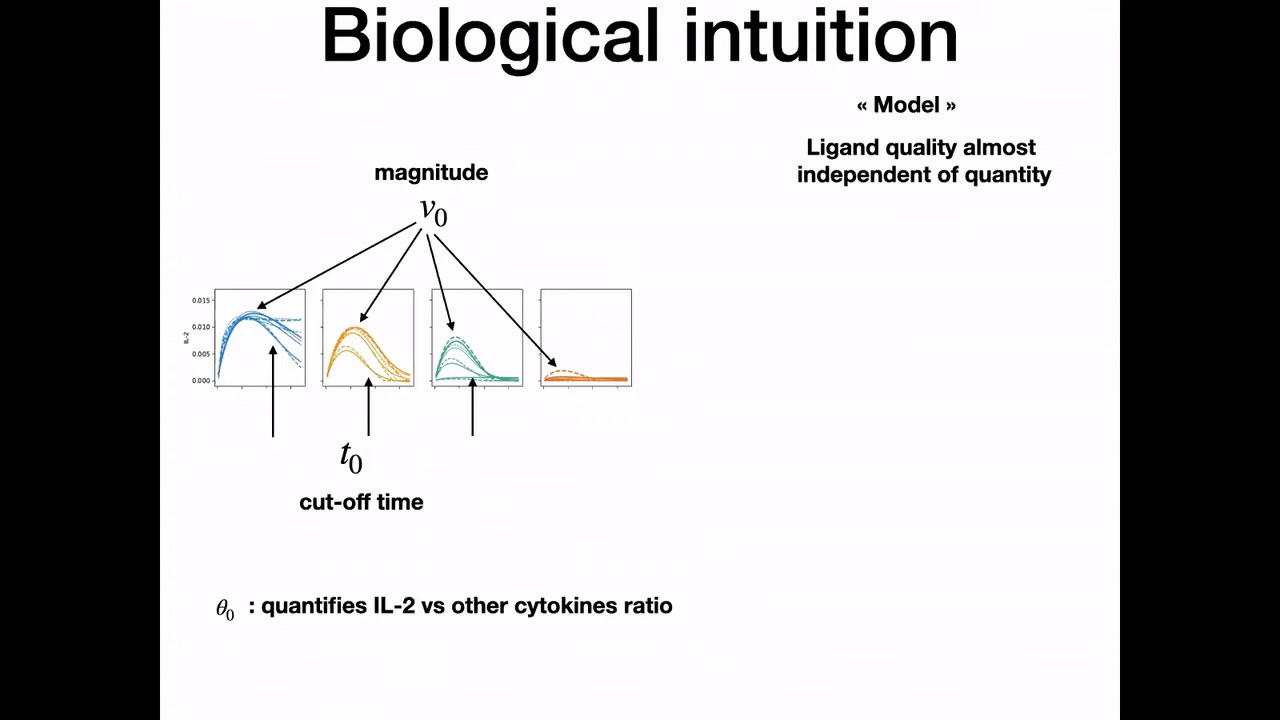 Biological intuition
« Model »
Ligand quality almost
independent of quantity
magnitude
v₀
0.015
0.010
0.005
0.000
IL-2
t₀
cut-off time
θ₀ : quantifies IL-2 vs other cytokines ratio